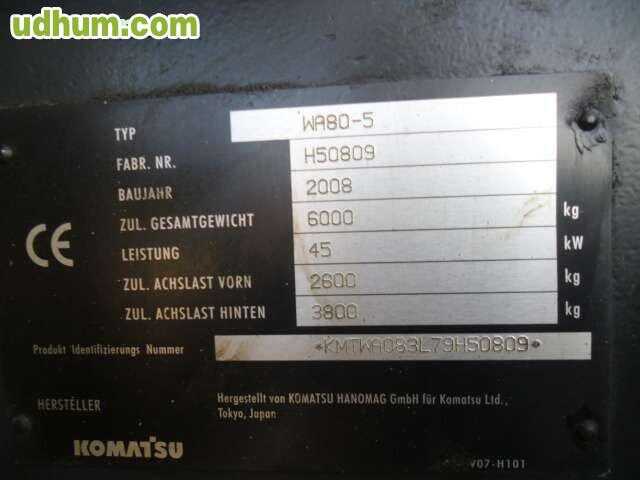 udhum.com
TYP WA80-5
FABR. NR. H50809
BAUJAHR 2008
ZUL. GESAMTGEWICHT 6000 kg
LEISTUNG 45 kW
ZUL. ACHSLAST VORN 2600 kg
ZUL. ACHSLAST HINTEN 3800 kg
CE
Produkt Identifizierungs Nummer *KMTWA083L79H50809*
HERSTELLER Hergestellt von KOMATSU HANOMAG GmbH für Komatsu Ltd.,
Tokyo, Japan
KOMATSU
V07-H101